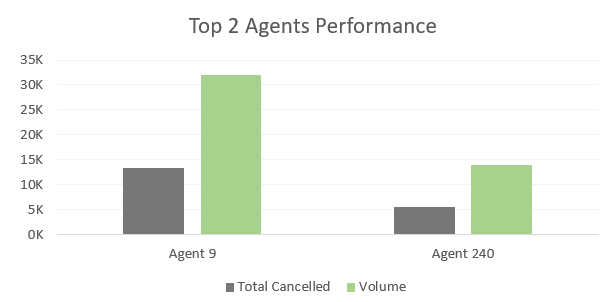 Top 2 Agents Performance
35K
30K
25K
20K
15K
10K
5K
0K
Agent 9 Agent 240
Total Cancelled Volume